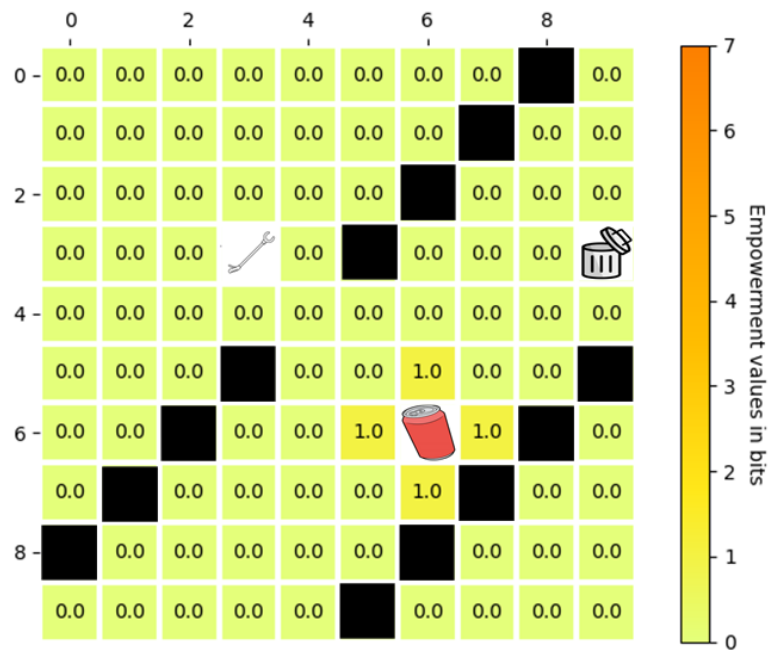 0 2 4 6 8
7
0 0.0 0.0 0.0 0.0 0.0 0.0 0.0 0.0 0.0
0.0 0.0 0.0 0.0 0.0 0.0 0.0 0.0 0.0
6
2 0.0 0.0 0.0 0.0 0.0 0.0 0.0 0.0 0.0
5
0.0 0.0 0.0 0.0 0.0 0.0 0.0
4 0.0 0.0 0.0 0.0 0.0 0.0 0.0 0.0 0.0 0.0
4
0.0 0.0 0.0 0.0 0.0 1.0 0.0 0.0
3
6 0.0 0.0 0.0 0.0 1.0 1.0 0.0
2
0.0 0.0 0.0 0.0 0.0 1.0 0.0 0.0
8 0.0 0.0 0.0 0.0 0.0 0.0 0.0 0.0
1
0.0 0.0 0.0 0.0 0.0 0.0 0.0 0.0 0.0
0
Empowerment values in bits